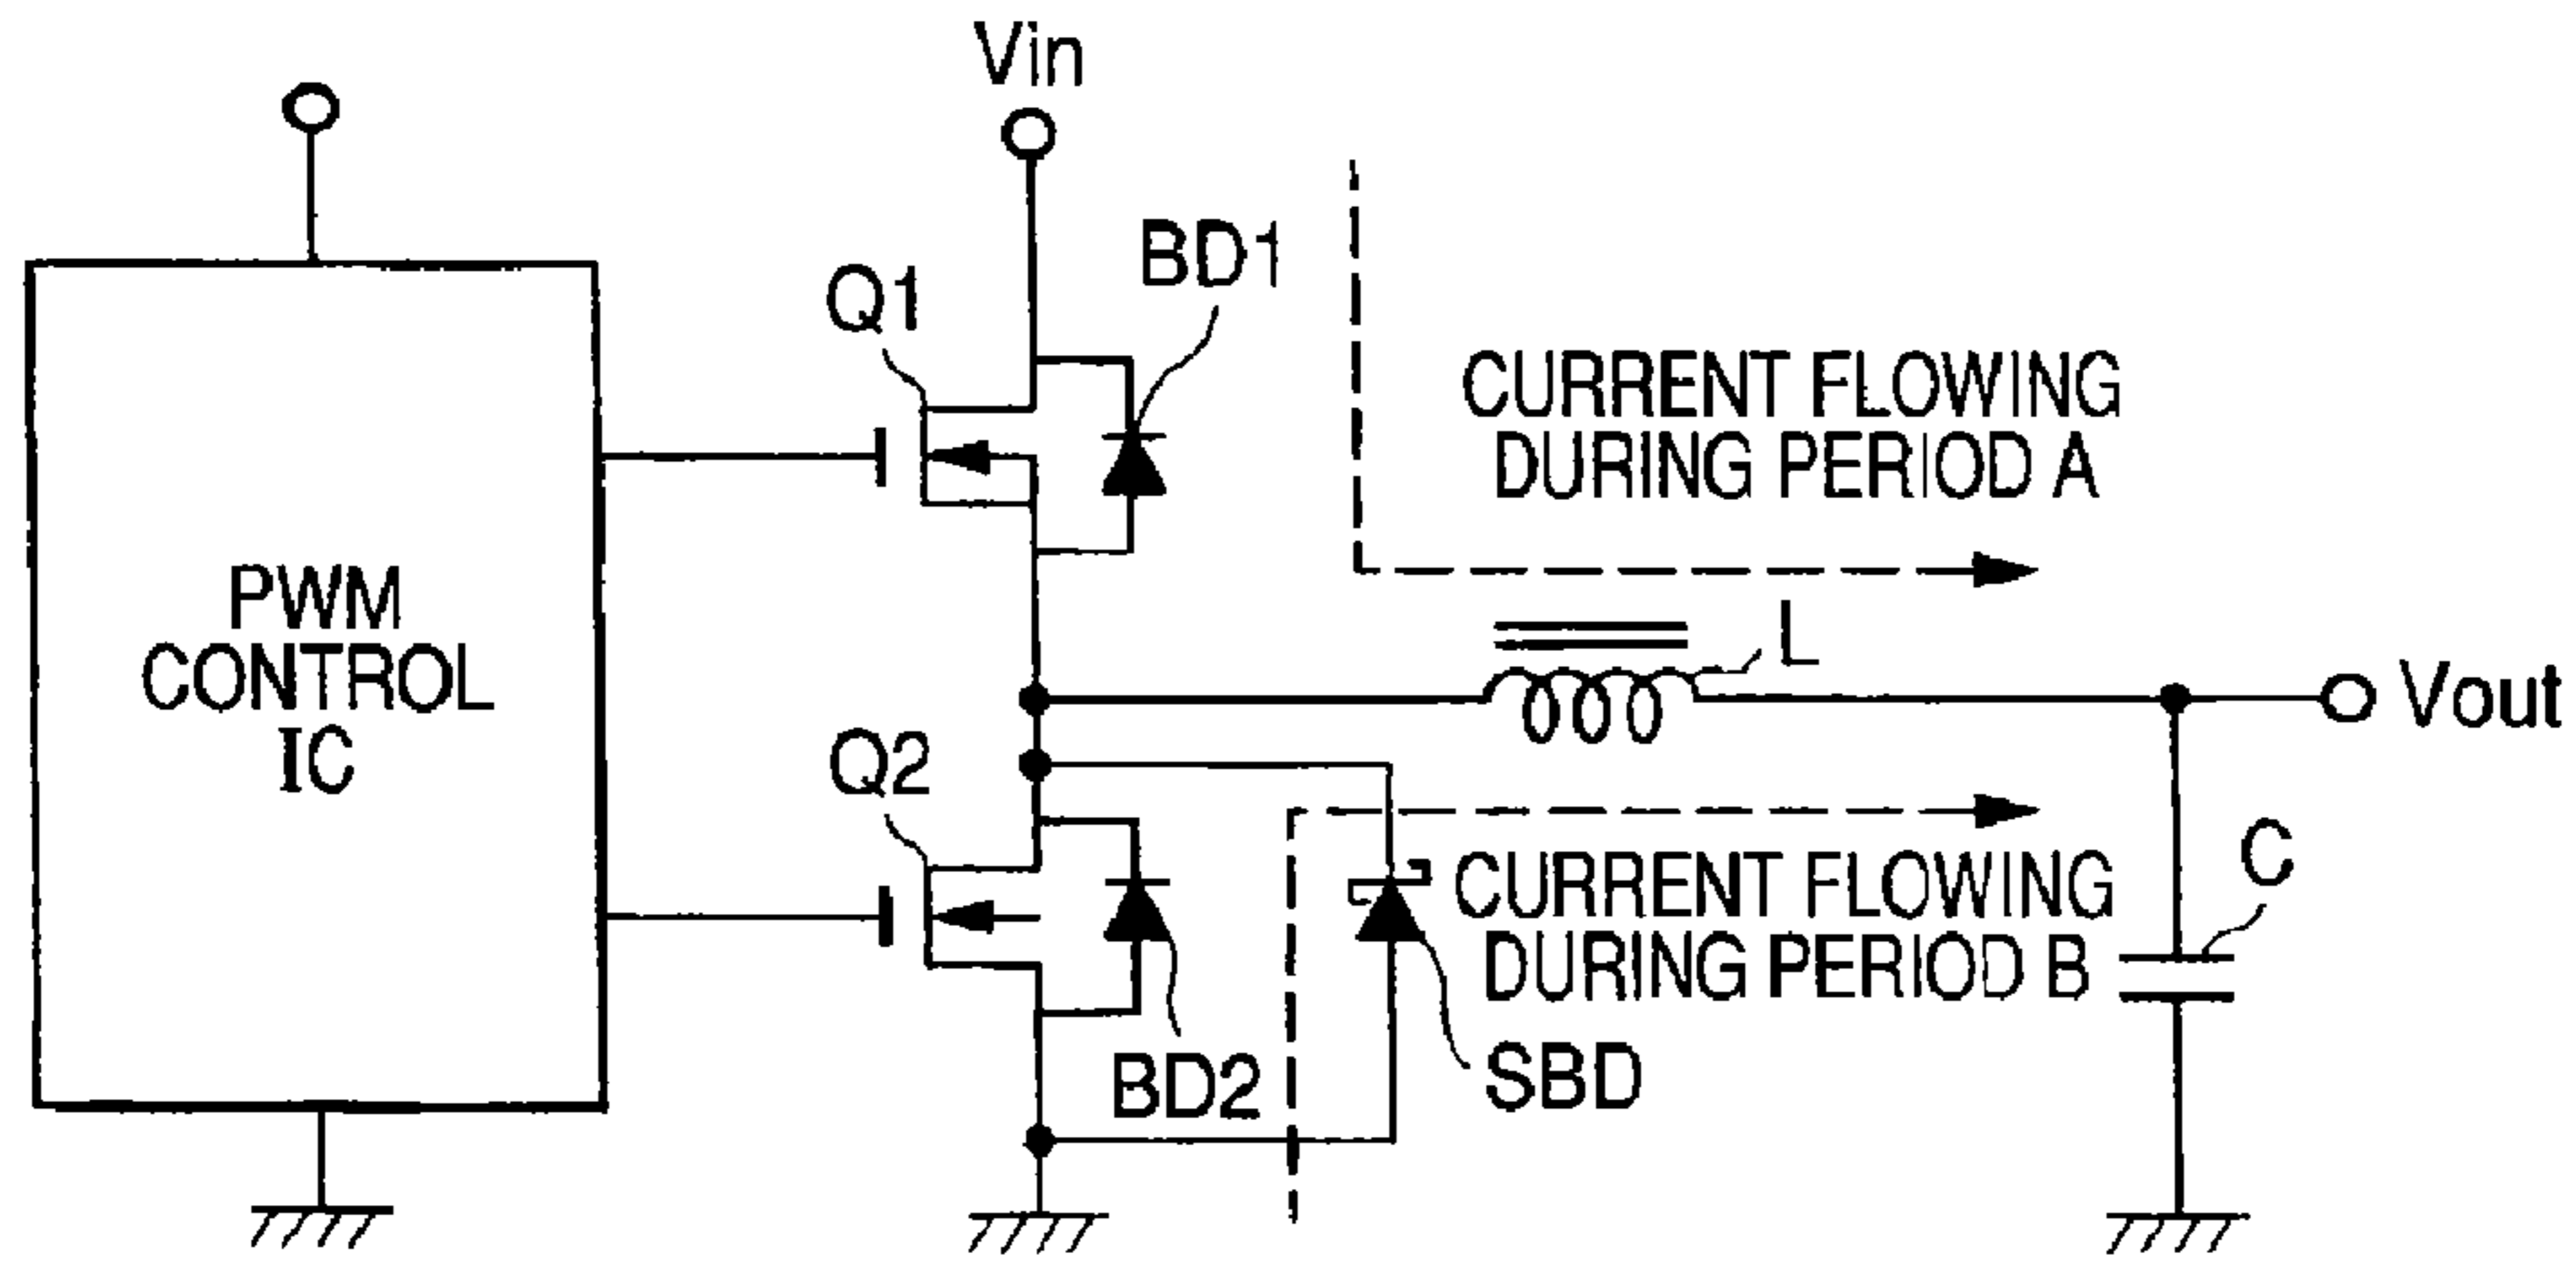 Vin
BD1
Q1
CURRENT FLOWING
DURING PERIOD A
PWM
CONTROL
IC
L
Vout
Q2
C
CURRENT FLOWING
DURING PERIOD B
BD2
SBD